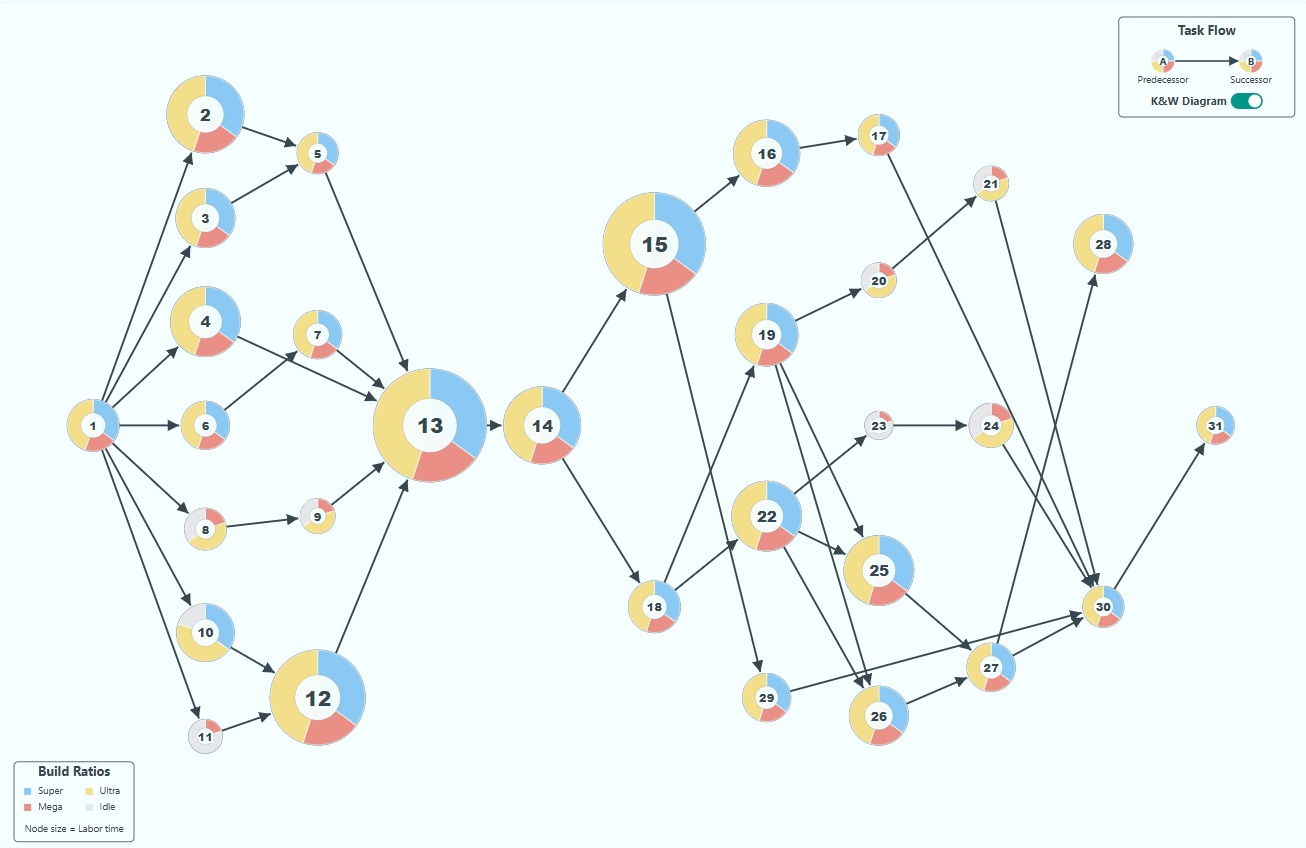 Task Flow
A
B
Predecessor
Successor
K&W Diagram
1
2
3
4
5
6
7
8
9
10
11
12
13
14
15
16
17
18
19
20
21
22
23
24
25
26
27
28
29
30
31
Build Ratios
Super
Ultra
Mega
Idle
Node size = Labor time